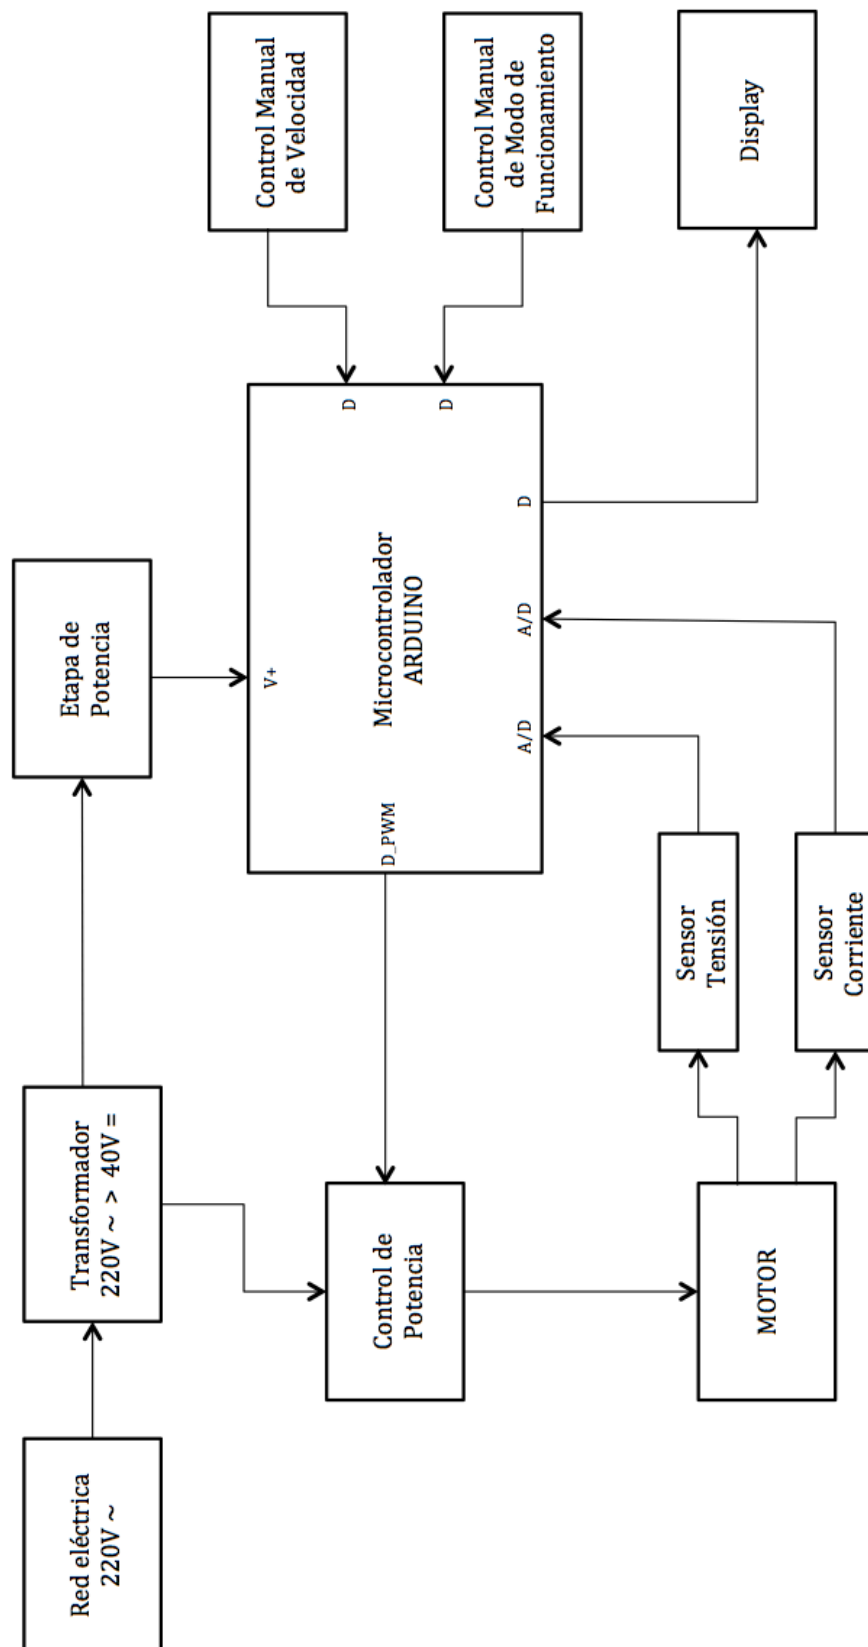 Red eléctrica
220V ~
Transformador
220V ~ > 40V =
Etapa de
Potencia
Control Manual
de Velocidad
Control Manual
de Modo de
Funcionamiento
Display
Control de
Potencia
D_PWM
V+
Microcontrolador
ARDUINO
D
D
A/D
A/D
D
MOTOR
Sensor
Tensión
Sensor
Corriente